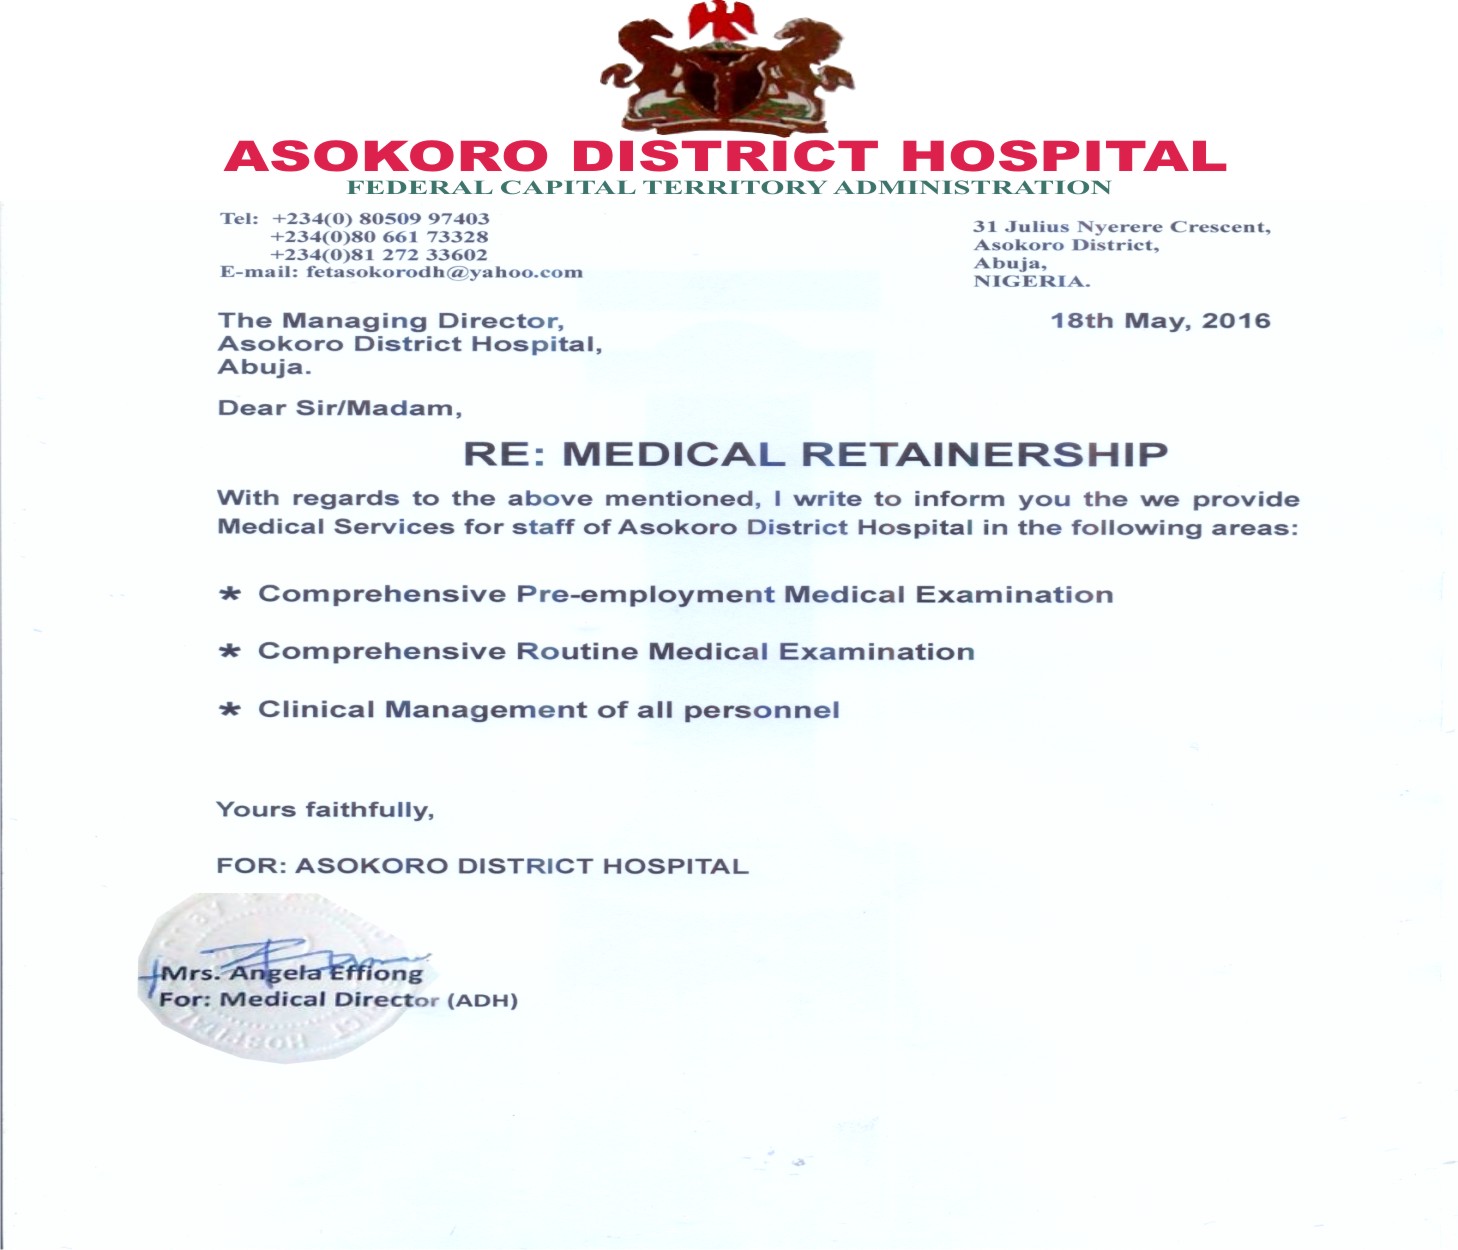 ASOKORO DISTRICT HOSPITAL
FEDERAL CAPITAL TERRITORY ADMINISTRATION
Tel: +234(0) 80509 97403
+234(0)80 661 73328
+234(0)81 272 33602
E-mail: fetasokorodh@yahoo.com
31 Julius Nyerere Crescent,
Asokoro District,
Abuja,
NIGERIA.
The Managing Director,
Asokoro District Hospital,
Abuja.
18th May, 2016
Dear Sir/Madam,
RE: MEDICAL RETAINERSHIP
With regards to the above mentioned, I write to inform you the we provide
Medical Services for staff of Asokoro District Hospital in the following areas:
* Comprehensive Pre-employment Medical Examination
* Comprehensive Routine Medical Examination
* Clinical Management of all personnel
Yours faithfully,
FOR: ASOKORO DISTRICT HOSPITAL
Mrs. Angela Effiong
For: Medical Director (ADH)
HOSPITAL